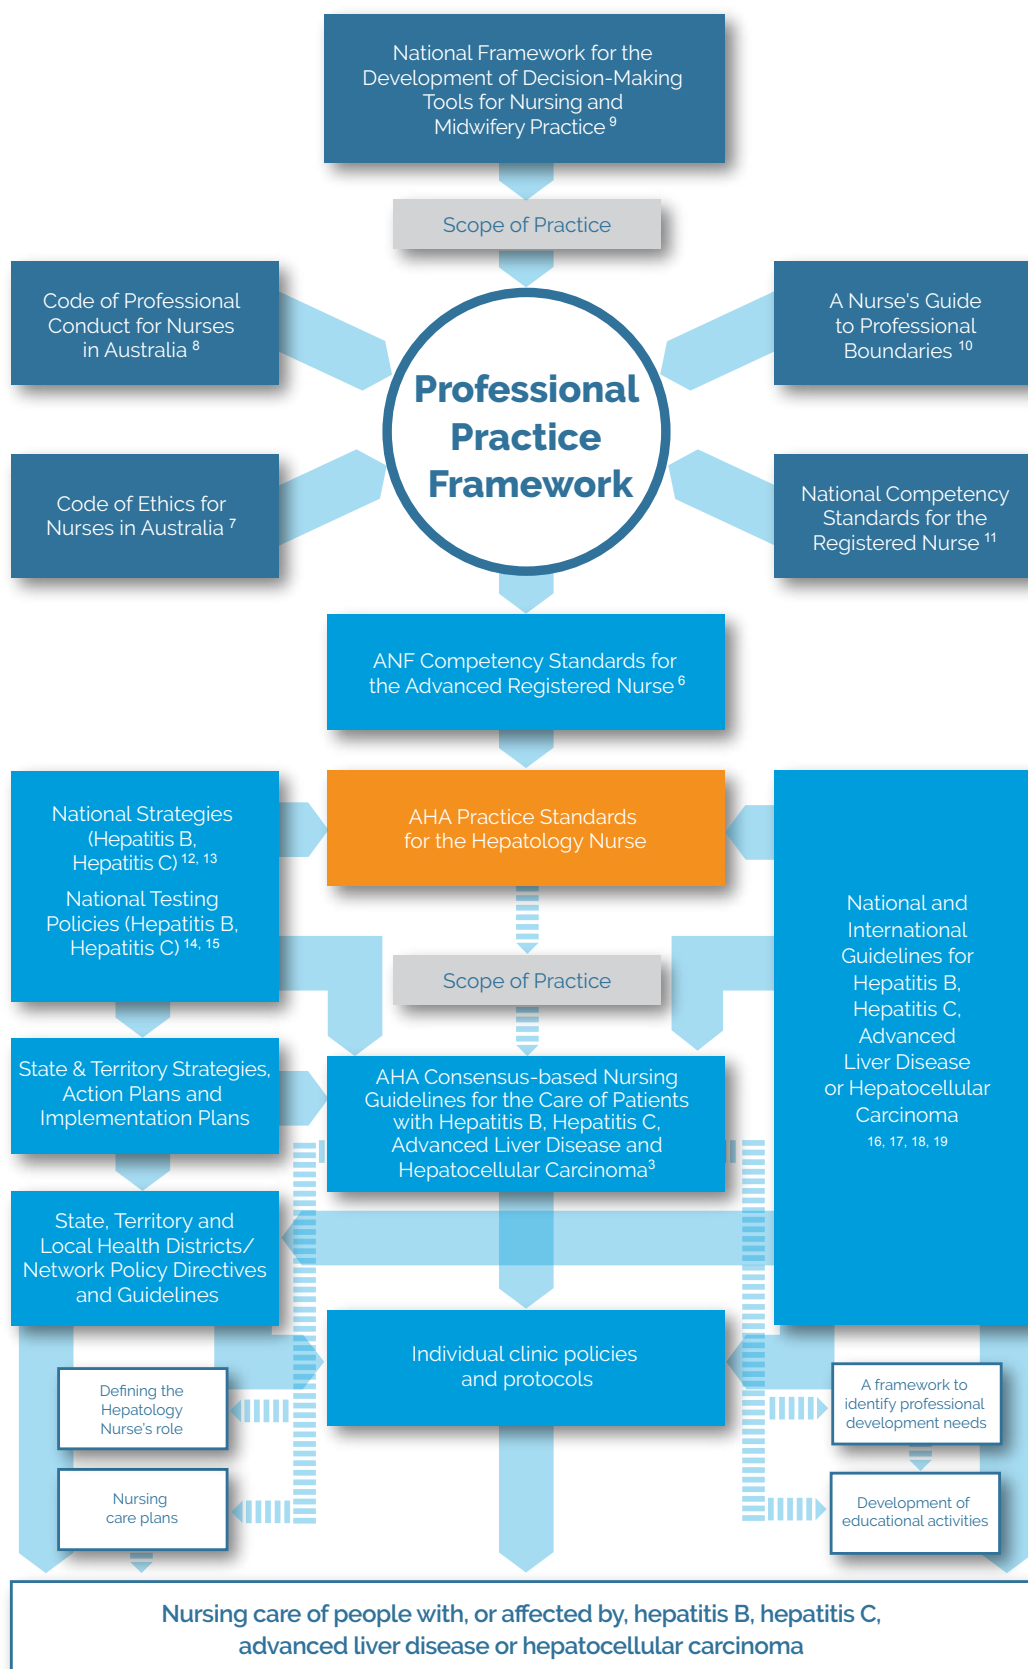 National Framework for the
Development of Decision-Making
Tools for Nursing and
Midwifery Practice 9
Scope of Practice
Code of Professional
Conduct for Nurses
in Australia 8
A Nurse's Guide
to Professional
Boundaries 10
Professional
Practice
Framework
Code of Ethics for
Nurses in Australia 7
National Competency
Standards for the
Registered Nurse 11
ANF Competency Standards for
the Advanced Registered Nurse 6
National Strategies
(Hepatitis B,
Hepatitis C) 12, 13
National Testing
Policies (Hepatitis B,
Hepatitis C) 14, 15
AHA Practice Standards
for the Hepatology Nurse
National and
International
Guidelines for
Hepatitis B,
Hepatitis C,
Advanced
Liver Disease
or Hepatocellular
Carcinoma
16, 17, 18, 19
Scope of Practice
State & Territory Strategies,
Action Plans and
Implementation Plans
AHA Consensus-based Nursing
Guidelines for the Care of Patients
with Hepatitis B, Hepatitis C,
Advanced Liver Disease and
Hepatocellular Carcinoma3
State, Territory and
Local Health Districts/
Network Policy Directives
and Guidelines
Individual clinic policies
and protocols
Defining the
Hepatology
Nurse's role
A framework to
identify professional
development needs
Nursing
care plans
Development of
educational activities
Nursing care of people with, or affected by, hepatitis B, hepatitis C,
advanced liver disease or hepatocellular carcinoma